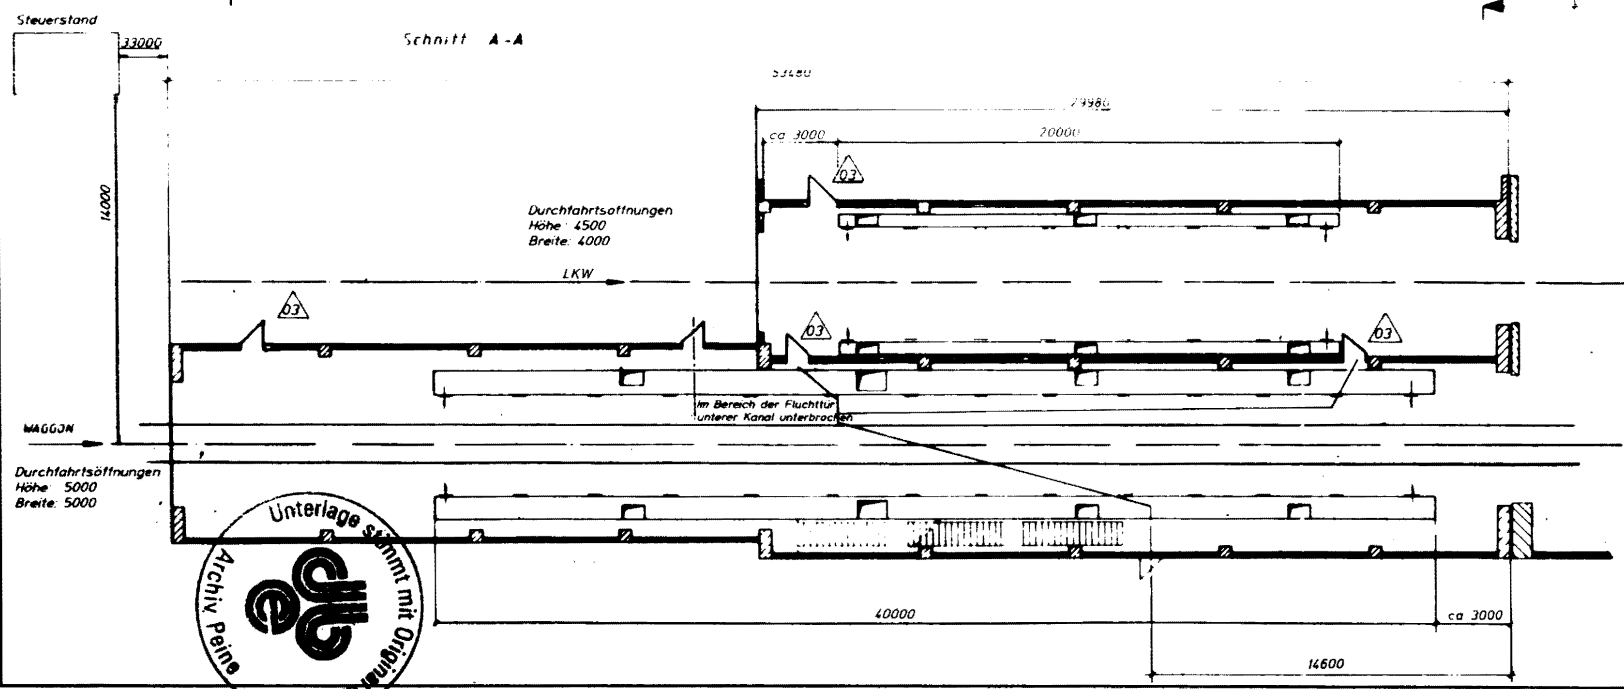 Steuerstand
33000
Schnitt A-A
53480
29980
ca 3000
20000
03
14000
Durchfahrtsoffnungen
Höhe: 4500
Breite: 4000
LKW
03
03
03
Im Bereich der Fluchttür
unterer Kanal unterbrochen
WAGGON
Durchfahrtsöffnungen
Höhe: 5000
Breite: 5000
Unterlage stimmt mit Original
Archiv Peine
40000
ca 3000
14600